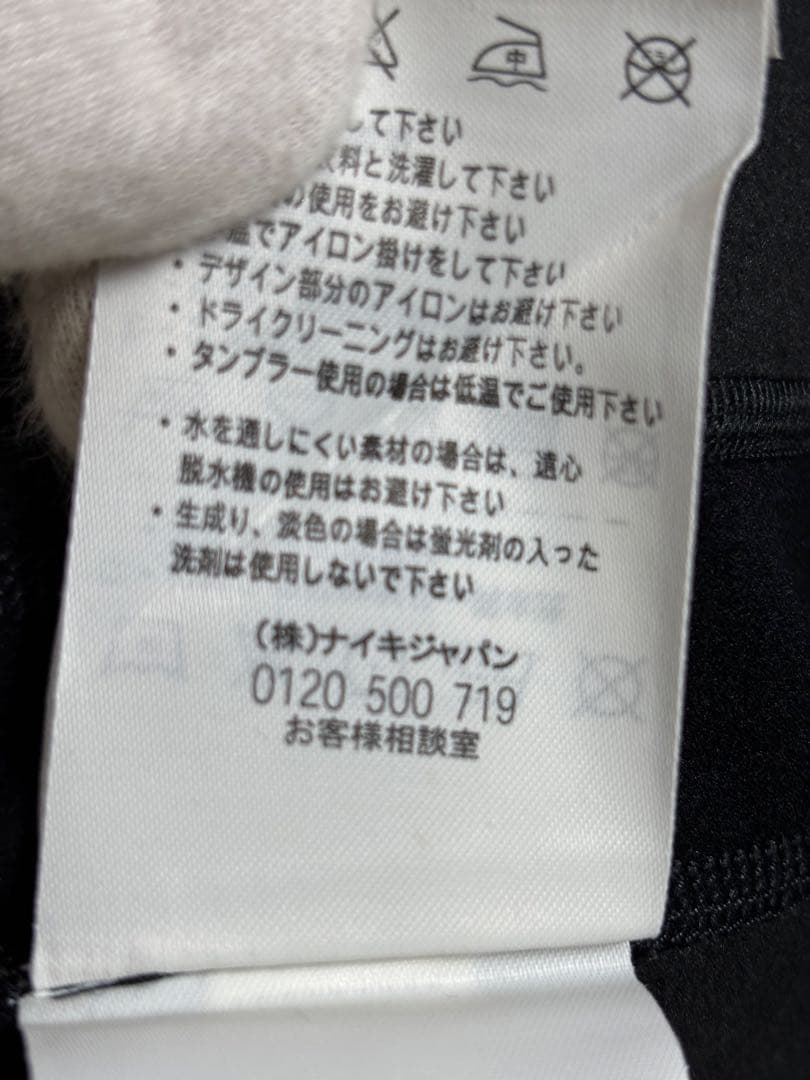 中
ドライ
して下さい
衣料と洗濯して下さい
の使用をお避け下さい
温でアイロン掛けをして下さい
・デザイン部分のアイロンはお避け下さい
・ドライクリーニングはお避け下さい。
・タンブラー使用の場合は低温でご使用下さい
・水を通しにくい素材の場合は、遠心
脱水機の使用はお避け下さい
・生成り、淡色の場合は蛍光剤の入った
洗剤は使用しないで下さい
(株)ナイキジャパン
0120 500 719
お客様相談室